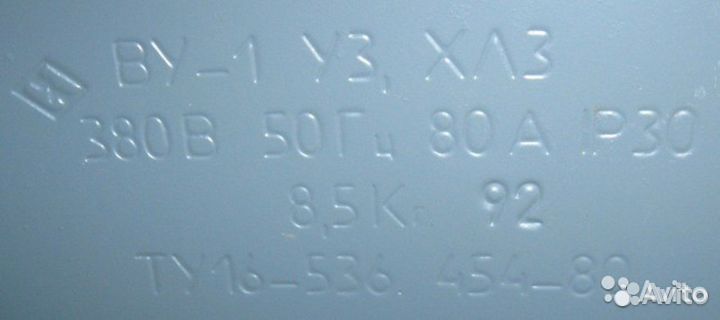 ВУ-1 У3, ХЛ3
380В 50Гц 80А IP30
8,5Кг 92
ТУ16-536. 454-80
Avito